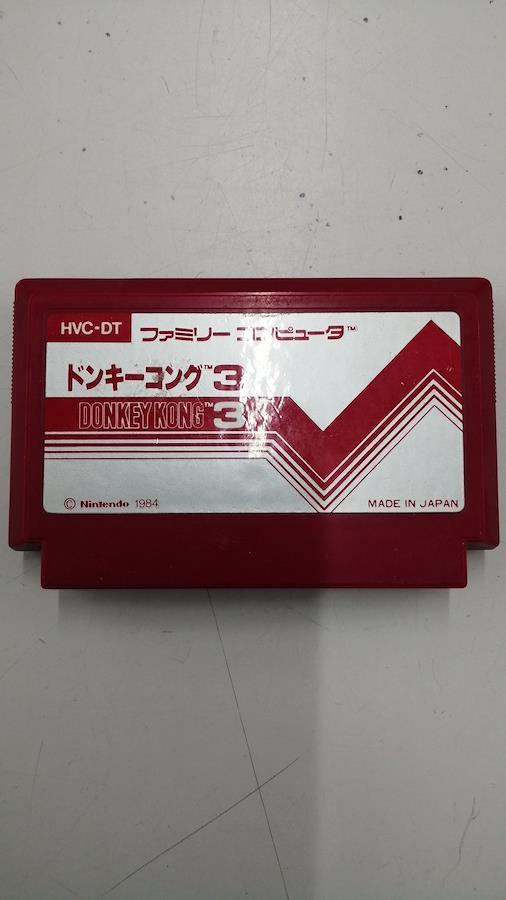 HVC-DT ファミリー コンピュータ™
ドンキーコング™3
DONKEY KONG™3
© Nintendo 1984
MADE IN JAPAN